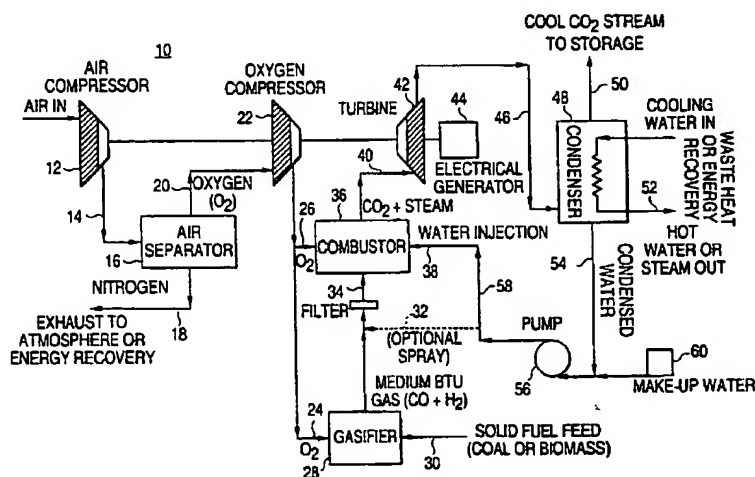 COOL CO2 STREAM
TO STORAGE
10
AIR
COMPRESSOR
AIR IN
12
14
OXYGEN
COMPRESSOR
22
TURBINE
42
44
ELECTRICAL
GENERATOR
46
48
50
CONDENSER
COOLING
WATER IN
OR ENERGY
RECOVERY
WASTE HEAT
RECOVERY
52
HOT
WATER OR
STEAM OUT
20
OXYGEN
(O2)
AIR
SEPARATOR
16
NITROGEN
EXHAUST TO
ATMOSPHERE OR
ENERGY RECOVERY
18
40
36
CO2 + STEAM
26
O2
COMBUSTOR
WATER INJECTION
38
34
FILTER
32
(OPTIONAL
SPRAY)
58
54
CONDENSED
WATER
PUMP
56
60
MAKE-UP WATER
MEDIUM BTU
GAS (CO + H2)
24
O2
GASIFIER
28
SOLID FUEL FEED
(COAL OR BIOMASS)
30